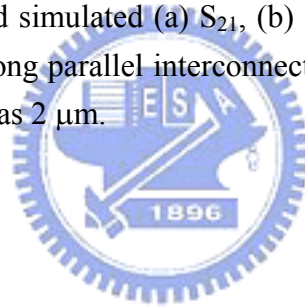 d simulated (a) S₂₁, (b)
ong parallel interconnect
as 2 μm.
E S A
1896